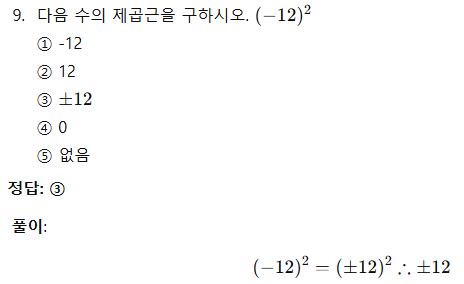 9. 다음 수의 제곱근을 구하시오. (−12)²
① -12
② 12
③ ±12
④ 0
⑤ 없음
정답: ③
풀이:
(−12)² = (±12)² ∴ ±12